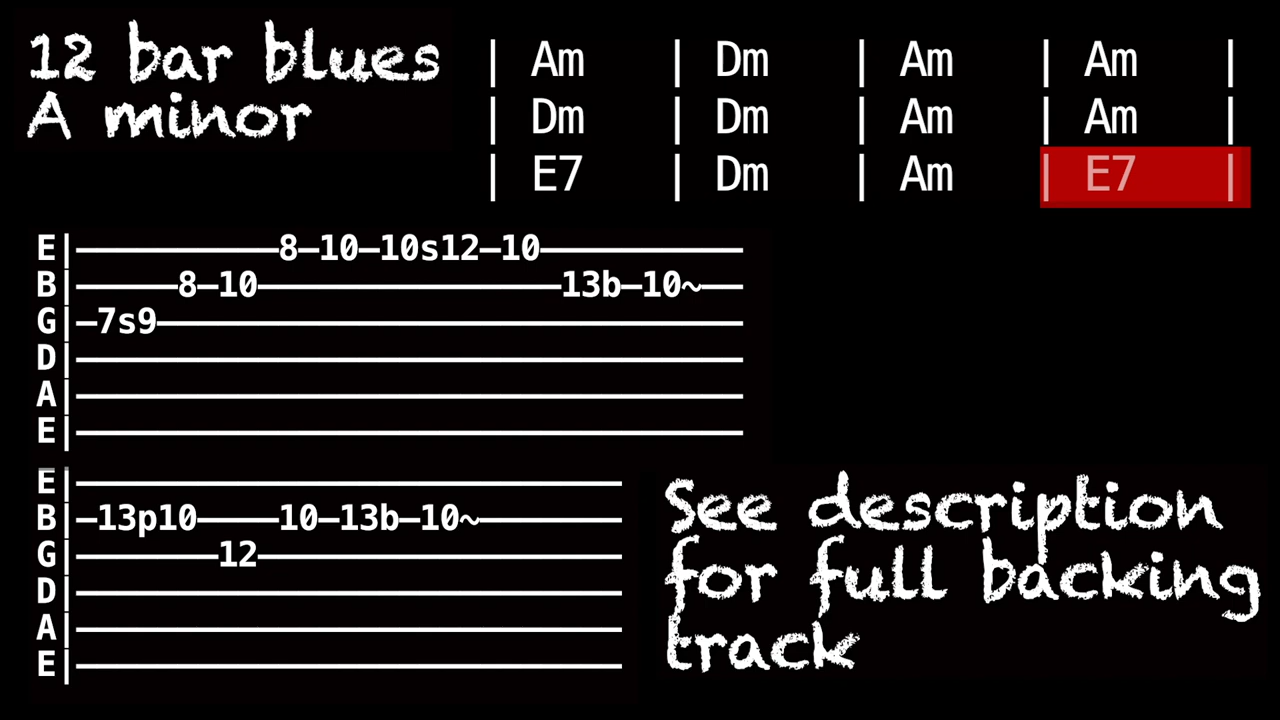 12 bar blues
A minor
| Am | Dm | Am | Am |
| Dm | Dm | Am | Am |
| E7 | Dm | Am | E7 |
E|——————————8—10—10s12—10——————————
B|—————8—10———————————————13b—10~——
G|—7s9—————————————————————————————
D|—————————————————————————————————
A|—————————————————————————————————
E|—————————————————————————————————
E|———————————————————————————
B|—13p10————10—13b—10~———————
G|———————12——————————————————
D|———————————————————————————
A|———————————————————————————
E|———————————————————————————
See description
for full backing
track